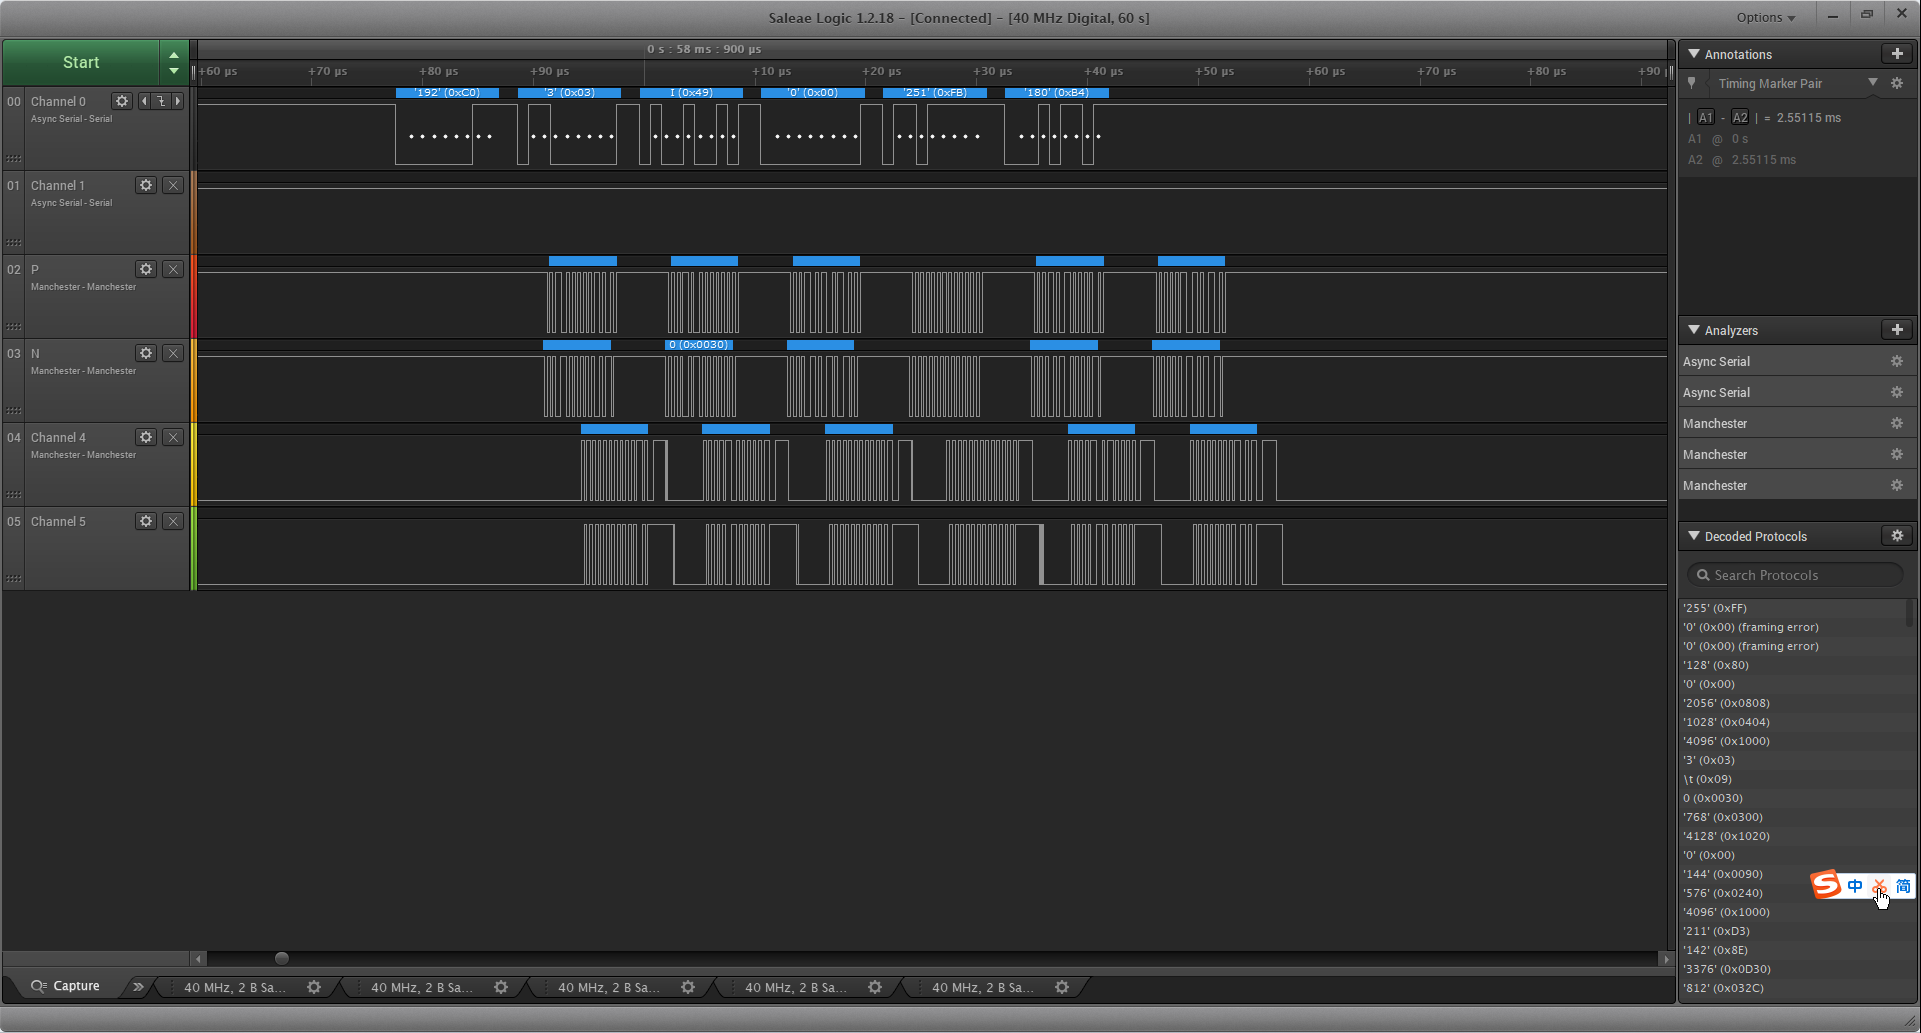 Saleae Logic 1.2.18 - [Connected] - [40 MHz Digital, 60 s]
Options
Start
0 s : 58 ms : 900 µs
+60 µs +70 µs +80 µs +90 µs +10 µs +20 µs +30 µs +40 µs +50 µs +60 µs +70 µs +80 µs +90
00 Channel 0
Async Serial - Serial
'192' (0xC0) '3' (0x03) I (0x49) '0' (0x00) '251' (0xFB) '180' (0xB4)
01 Channel 1
Async Serial - Serial
02 P
Manchester - Manchester
03 N
Manchester - Manchester
0 (0x0030)
04 Channel 4
Manchester - Manchester
05 Channel 5
Capture
40 MHz, 2 B Sa... 40 MHz, 2 B Sa... 40 MHz, 2 B Sa... 40 MHz, 2 B Sa... 40 MHz, 2 B Sa...
Annotations
Timing Marker Pair
| A1 - A2 | = 2.55115 ms
A1 @ 0 s
A2 @ 2.55115 ms
Analyzers
Async Serial
Async Serial
Manchester
Manchester
Manchester
Decoded Protocols
Search Protocols
'255' (0xFF)
'0' (0x00) (framing error)
'0' (0x00) (framing error)
'128' (0x80)
'0' (0x00)
'2056' (0x0808)
'1028' (0x0404)
'4096' (0x1000)
'3' (0x03)
\t (0x09)
0 (0x0030)
'768' (0x0300)
'4128' (0x1020)
'0' (0x00)
'144' (0x0090)
'576' (0x0240)
'4096' (0x1000)
'211' (0xD3)
'142' (0x8E)
'3376' (0x0D30)
'812' (0x032C)
S 中 简